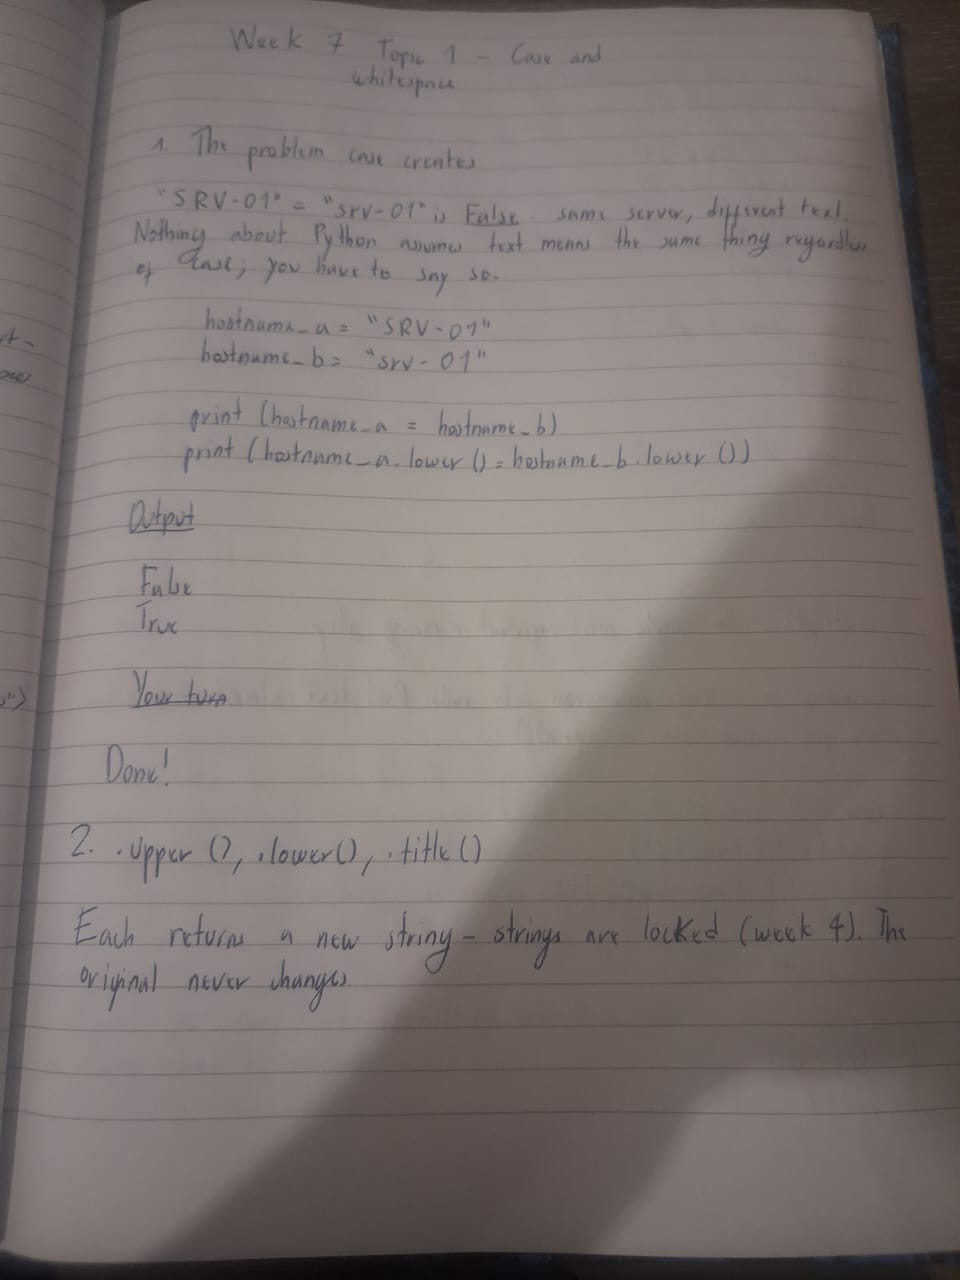 Week 7 Topic 1 - Case and
whitespace
1. The problem case creates
"SRV-01" = "srv-01" is False. same server, different text.
Nothing about Python assumes text means the same thing regardless
of case; you have to say so.
hostname_a = "SRV-01"
hostname_b = "srv-01"
print (hostname_a = hostname_b)
print (hostname_a.lower () = hostname_b.lower ())
Output
False
True
Your turn
Done!
2. .upper (), .lower(), .title ()
Each returns a new string - strings are locked (week 4). The
original never changes.
")